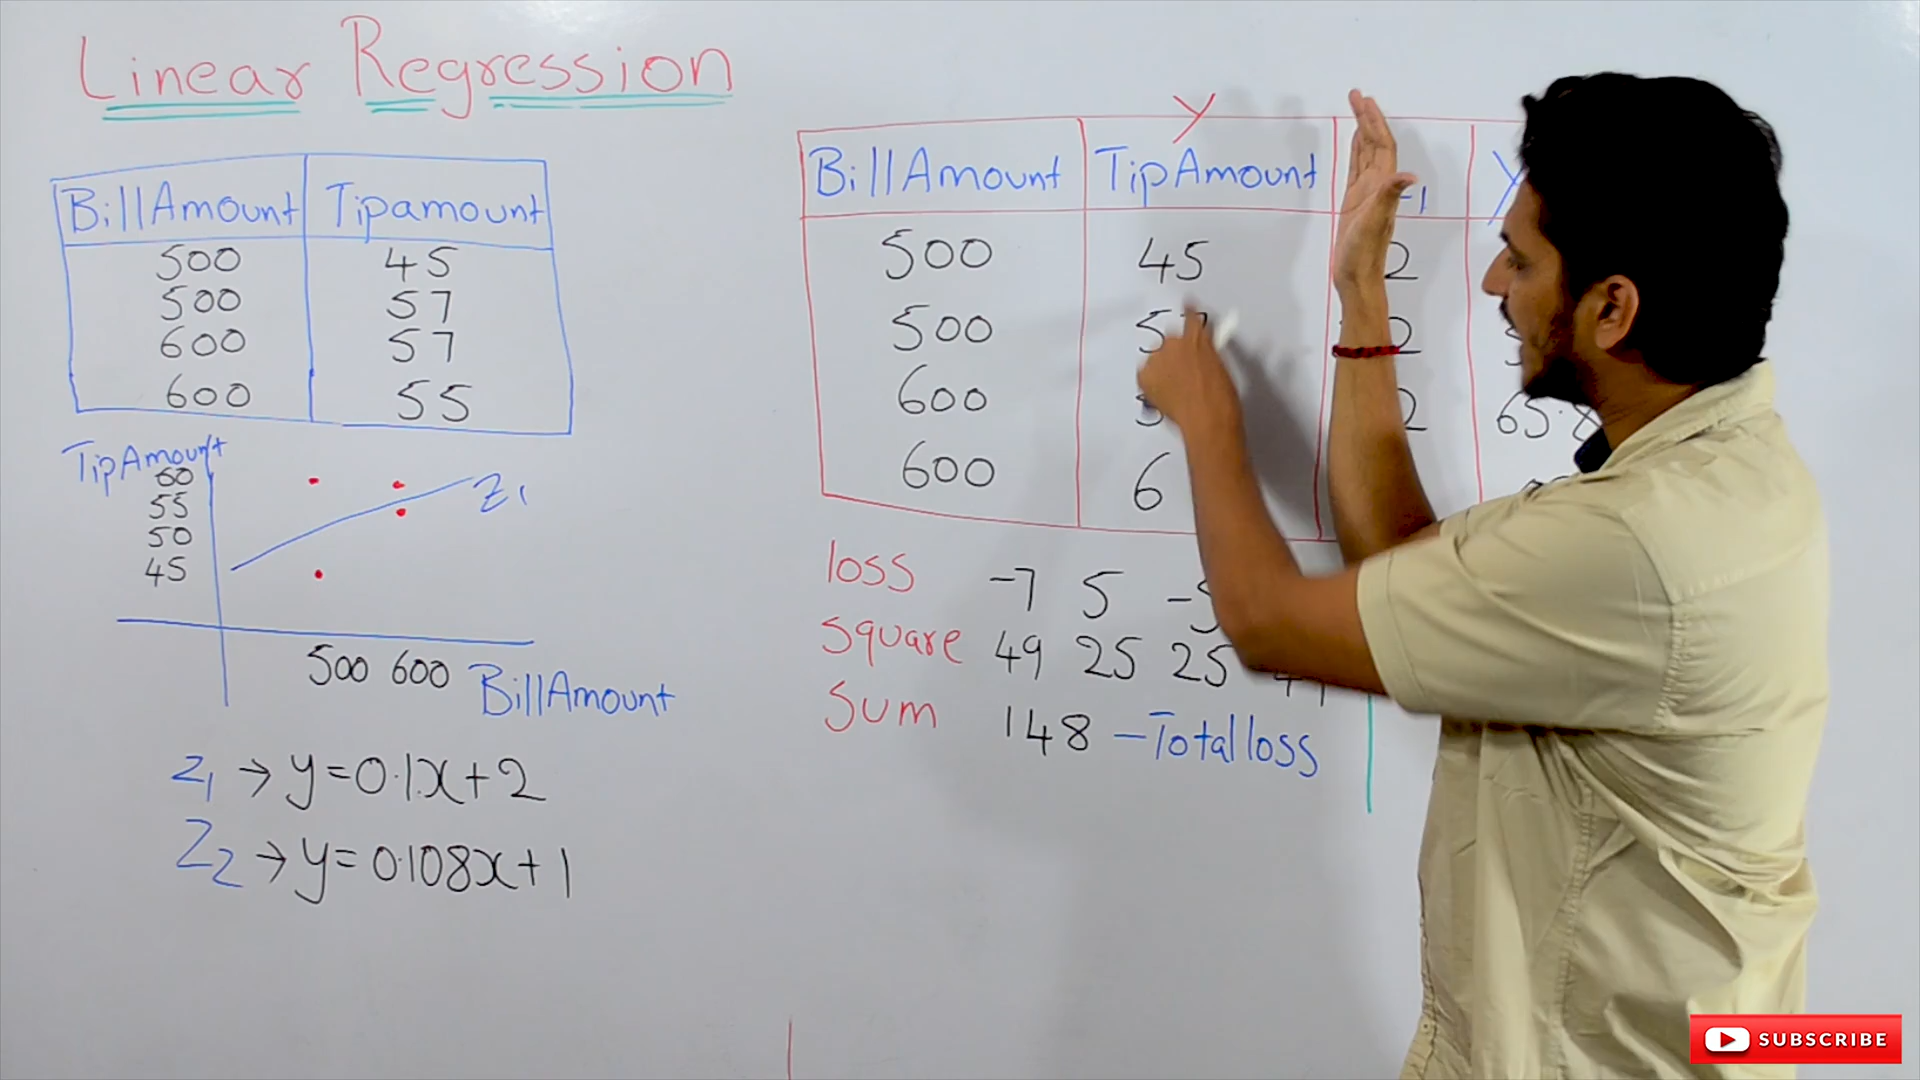 Linear Regression
BillAmount Tipamount
500 45
500 57
600 57
600 55
TipAmount
60
55
50
45
Z1
500 600 BillAmount
Z1 → y=0.1x+2
Z2 → y=0.108x+1
Y
BillAmount TipAmount
500 45
500
600 65.8
600
loss -7 5
square 49 25 25
sum 148 - Total loss
SUBSCRIBE